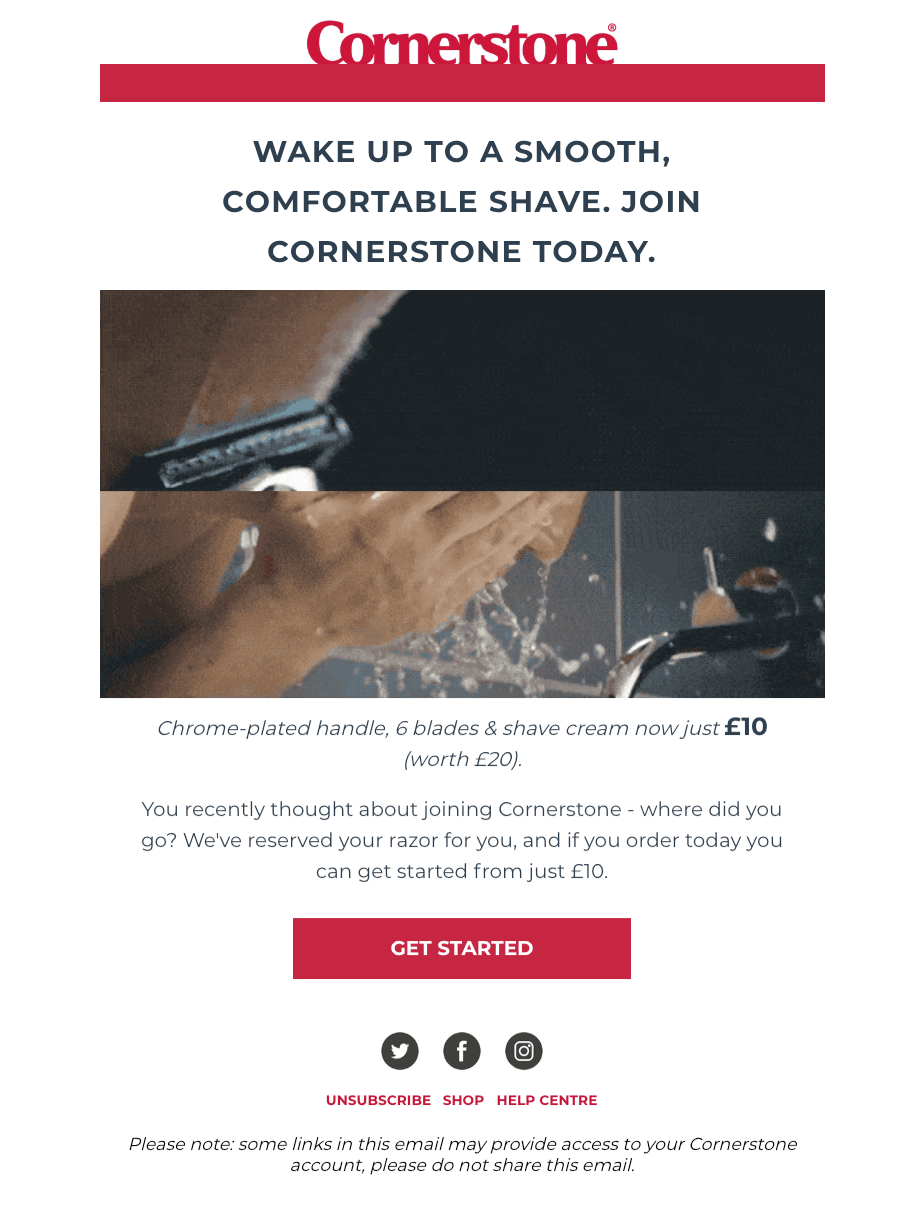 Cornerstone®
WAKE UP TO A SMOOTH,
COMFORTABLE SHAVE. JOIN
CORNERSTONE TODAY.
Chrome-plated handle, 6 blades & shave cream now just £10
(worth £20).
You recently thought about joining Cornerstone - where did you
go? We've reserved your razor for you, and if you order today you
can get started from just £10.
GET STARTED
UNSUBSCRIBE SHOP HELP CENTRE
Please note: some links in this email may provide access to your Cornerstone
account, please do not share this email.